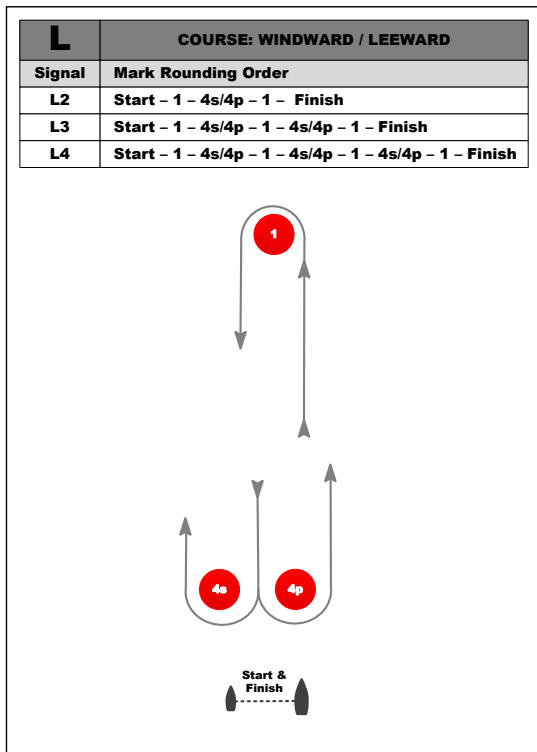 L COURSE: WINDWARD / LEEWARD
Signal Mark Rounding Order
L2 Start – 1 – 4s/4p – 1 – Finish
L3 Start – 1 – 4s/4p – 1 – 4s/4p – 1 – Finish
L4 Start – 1 – 4s/4p – 1 – 4s/4p – 1 – 4s/4p – 1 – Finish
1
4s 4p
Start &
Finish